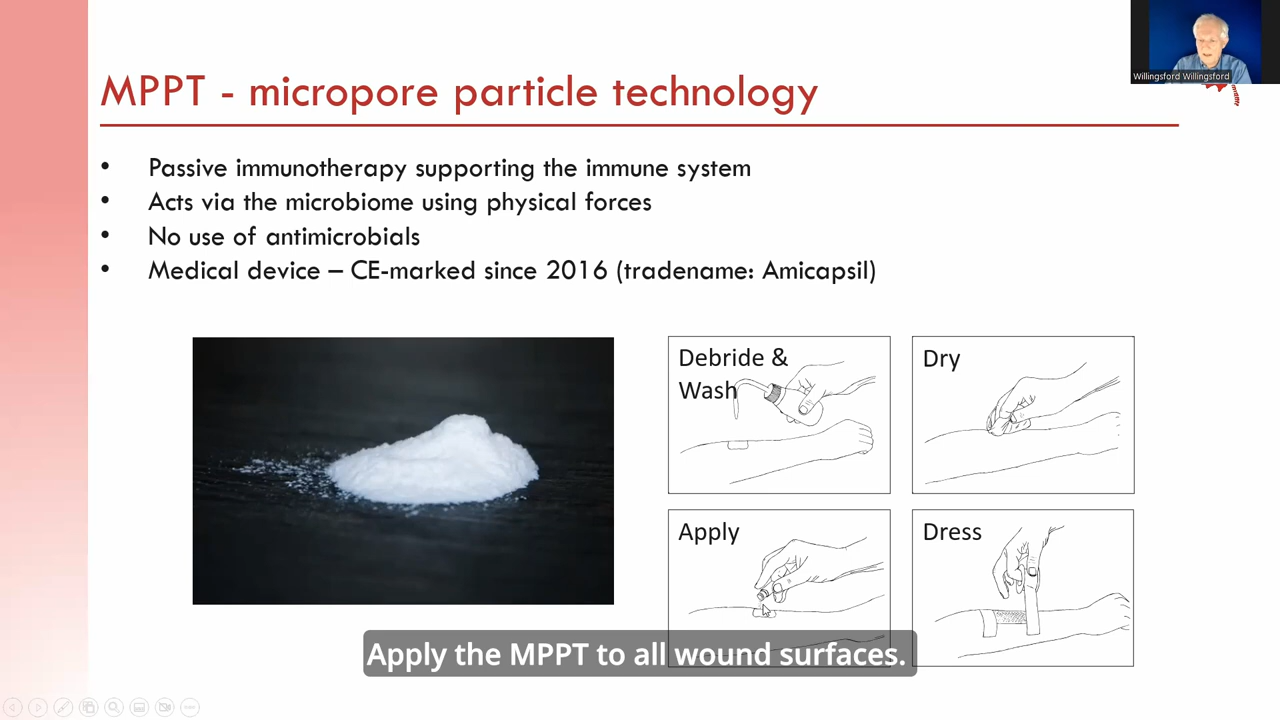 Willingsford Willingsford
MPPT - micropore particle technology
• Passive immunotherapy supporting the immune system
• Acts via the microbiome using physical forces
• No use of antimicrobials
• Medical device – CE-marked since 2016 (tradename: Amicapsil)
Debride &
Wash
Dry
Apply
Dress
Apply the MPPT to all wound surfaces.